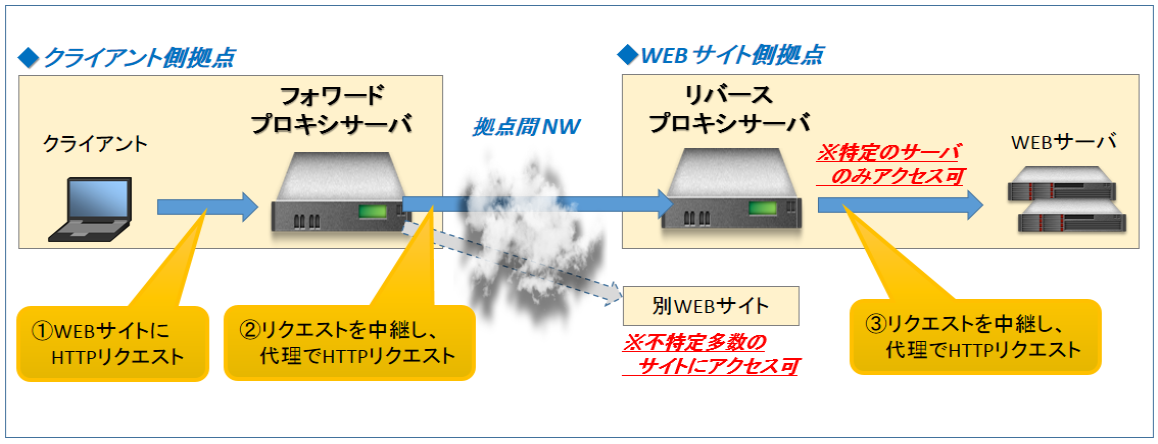 ◆クライアント側拠点
クライアント
フォワード
プロキシサーバ
拠点間NW
◆WEBサイト側拠点
リバース
プロキシサーバ
※特定のサーバ
のみアクセス可
WEBサーバ
①WEBサイトに
HTTPリクエスト
②リクエストを中継し、
代理でHTTPリクエスト
別WEBサイト
※不特定多数の
サイトにアクセス可
③リクエストを中継し、
代理でHTTPリクエスト